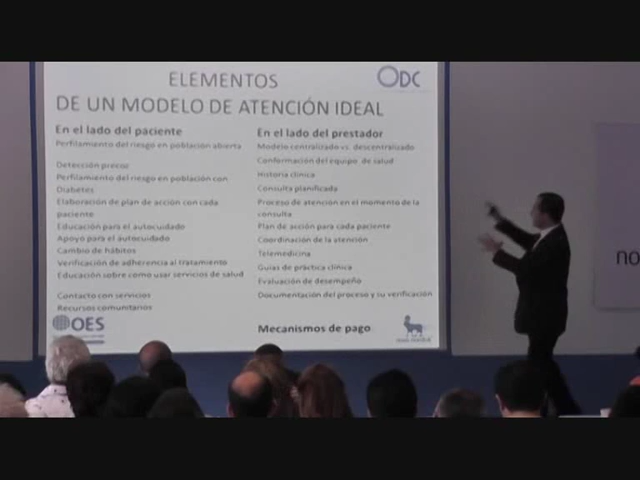 ELEMENTOS
DE UN MODELO DE ATENCIÓN IDEAL
ODC
En el lado del paciente
Perfilamiento del riesgo en población abierta
Detección precoz
Perfilamiento del riesgo en población con
Diabetes
Elaboración de plan de acción con cada
paciente
Educación para el autocuidado
Apoyo para el autocuidado
Cambio de hábitos
Verificación de adherencia al tratamiento
Educación sobre como usar servicios de salud
Contacto con servicios
Recursos comunitarios
OES
En el lado del prestador
Modelo centralizado vs. descentralizado
Conformación del equipo de salud
Historia clínica
Consulta planificada
Proceso de atención en el momento de la
consulta
Plan de acción para cada paciente
Coordinación de la atención
Telemedicina
Guías de práctica clínica
Evaluación de desempeño
Documentación del proceso y su verificación
Mecanismos de pago
no